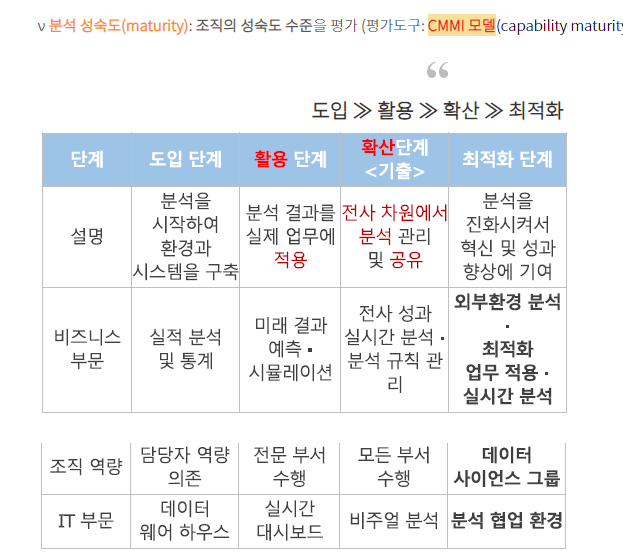 ν 분석 성숙도(maturity): 조직의 성숙도 수준을 평가 (평가도구: CMMI 모델(capability maturity
“
도입 ≫ 활용 ≫ 확산 ≫ 최적화
단계 도입 단계 활용 단계 확산단계 <기출> 최적화 단계
설명 분석을 시작하여 환경과 시스템을 구축 분석 결과를 실제 업무에 적용 전사 차원에서 분석 관리 및 공유 분석을 진화시켜서 혁신 및 성과 향상에 기여
비즈니스 부문 실적 분석 및 통계 미래 결과 예측 · 시뮬레이션 전사 성과 실시간 분석 · 분석 규칙 관리 외부환경 분석 · 최적화 업무 적용 · 실시간 분석
조직 역량 담당자 역량 의존 전문 부서 수행 모든 부서 수행 데이터 사이언스 그룹
IT 부문 데이터 웨어 하우스 실시간 대시보드 비주얼 분석 분석 협업 환경